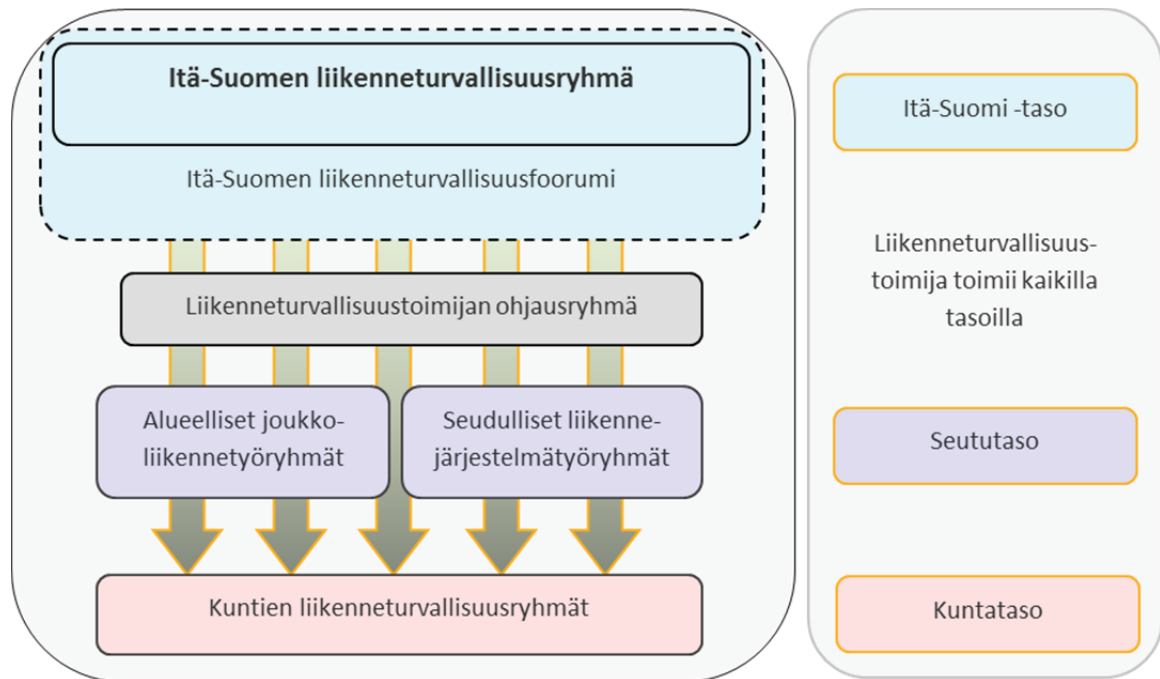 Itä-Suomen liikenneturvallisuusryhmä
Itä-Suomen liikenneturvallisuusfoorumi
Liikenneturvallisuustoimijan ohjausryhmä
Alueelliset joukko-
liikennetyöryhmät
Seudulliset liikenne-
järjestelmätyöryhmät
Kuntien liikenneturvallisuusryhmät
Itä-Suomi -taso
Liikenneturvallisuus-
toimija toimii kaikilla
tasoilla
Seututaso
Kuntataso